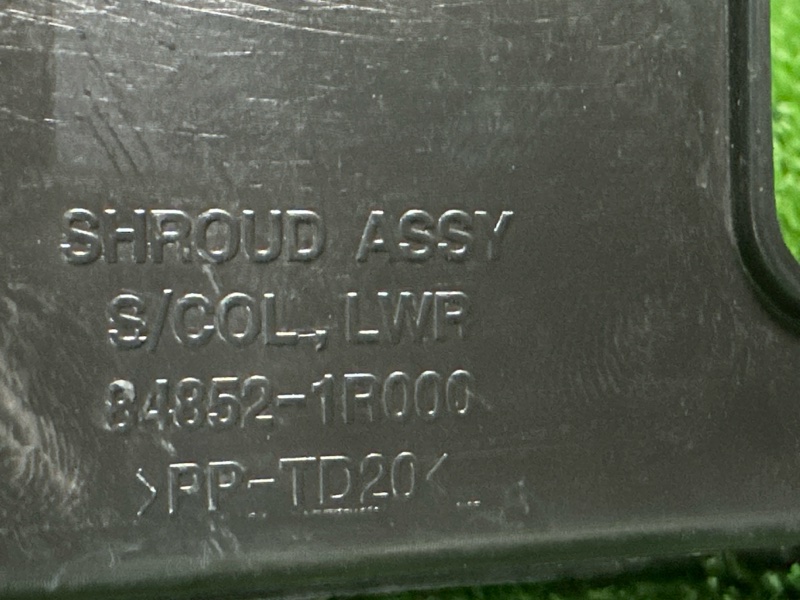 SHROUD ASSY
S/COL., LWR
84852-1R000
>PP-TD20<